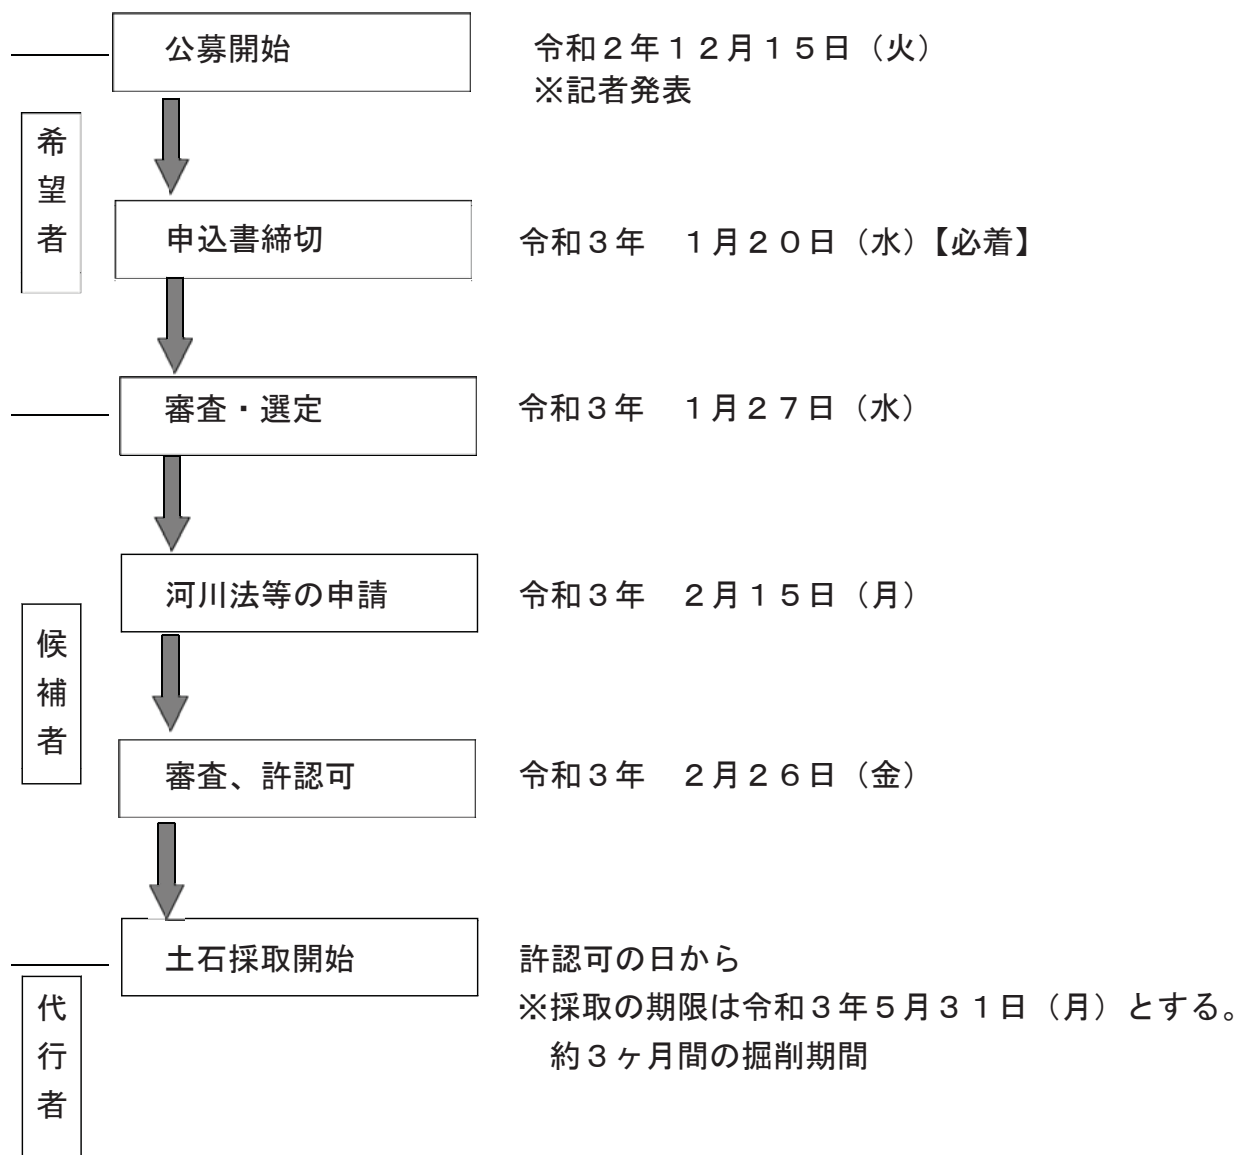 公募開始
令和２年１２月１５日（火）
※記者発表
希望者
申込書締切
令和３年　１月２０日（水）【必着】
審査・選定
令和３年　１月２７日（水）
河川法等の申請
令和３年　２月１５日（月）
候補者
審査、許認可
令和３年　２月２６日（金）
土石採取開始
許認可の日から
※採取の期限は令和３年５月３１日（月）とする。
約３ヶ月間の掘削期間
代行者